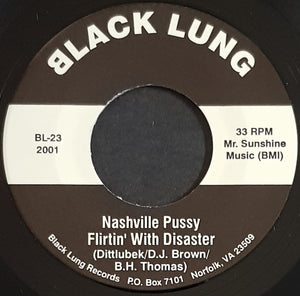 BLACK LUNG
BL-23
2001
33 RPM
Mr. Sunshine
Music (BMI)
Nashville Pussy
Flirtin' With Disaster
(Dittlubek/D.J. Brown/
B.H. Thomas)
Black Lung Records P.O. Box 7101 Norfolk, VA 23509